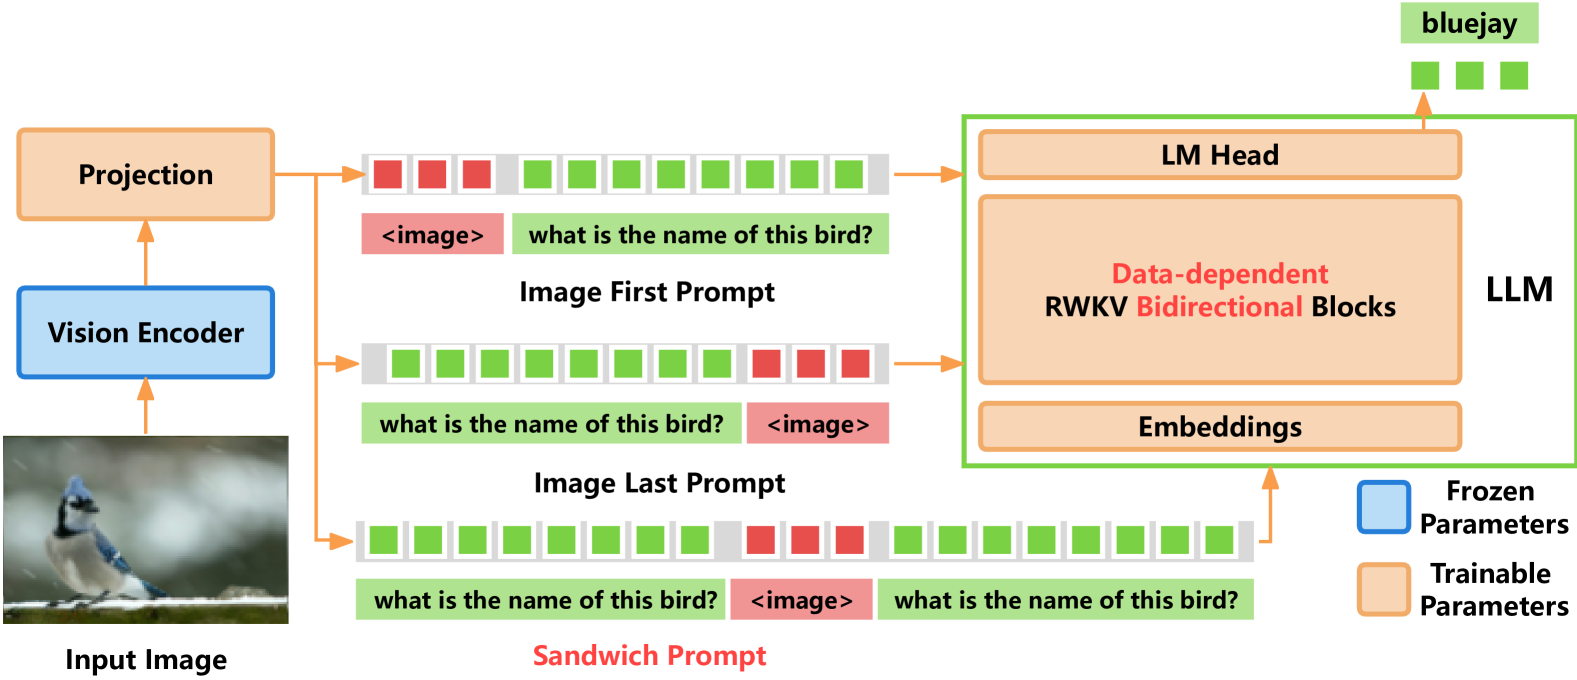 bluejay
Projection
LM Head
<image>
what is the name of this bird?
Image First Prompt
Data-dependent
RWKV Bidirectional Blocks
LLM
Vision Encoder
what is the name of this bird?
<image>
Embeddings
Image Last Prompt
Frozen
Parameters
what is the name of this bird?
<image>
what is the name of this bird?
Trainable
Parameters
Input Image
Sandwich Prompt